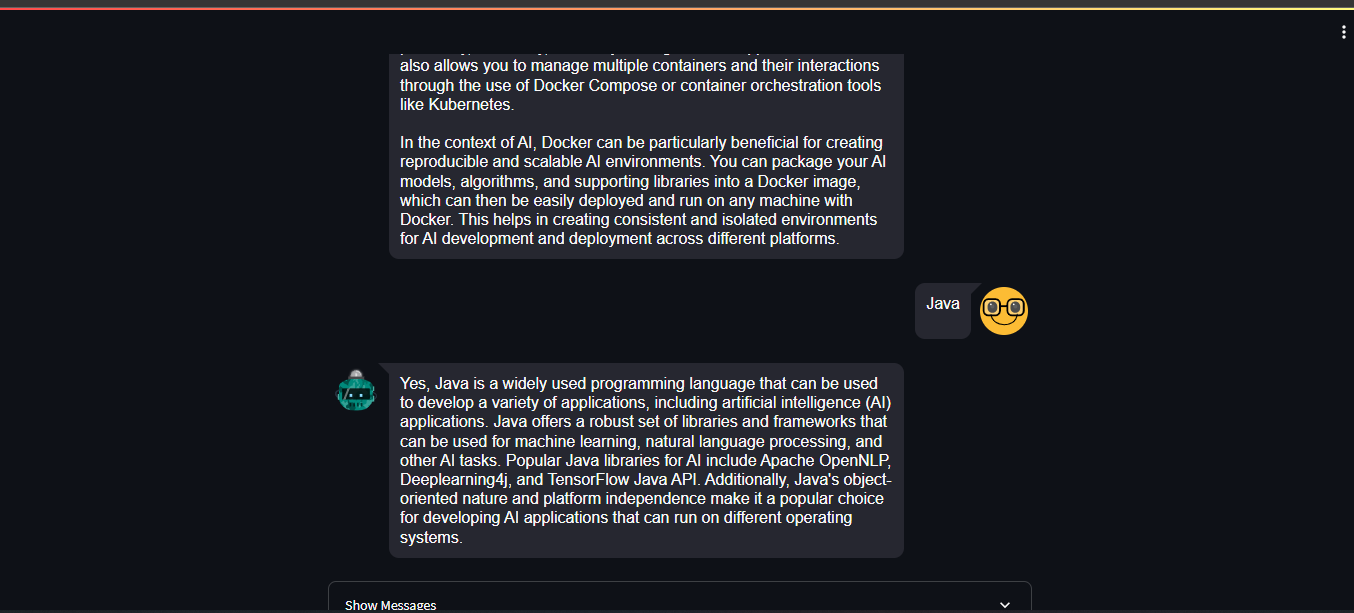 also allows you to manage multiple containers and their interactions
through the use of Docker Compose or container orchestration tools
like Kubernetes.
In the context of AI, Docker can be particularly beneficial for creating
reproducible and scalable AI environments. You can package your AI
models, algorithms, and supporting libraries into a Docker image,
which can then be easily deployed and run on any machine with
Docker. This helps in creating consistent and isolated environments
for AI development and deployment across different platforms.
Java
Yes, Java is a widely used programming language that can be used
to develop a variety of applications, including artificial intelligence (AI)
applications. Java offers a robust set of libraries and frameworks that
can be used for machine learning, natural language processing, and
other AI tasks. Popular Java libraries for AI include Apache OpenNLP,
Deeplearning4j, and TensorFlow Java API. Additionally, Java's object-
oriented nature and platform independence make it a popular choice
for developing AI applications that can run on different operating
systems.
Show Messages